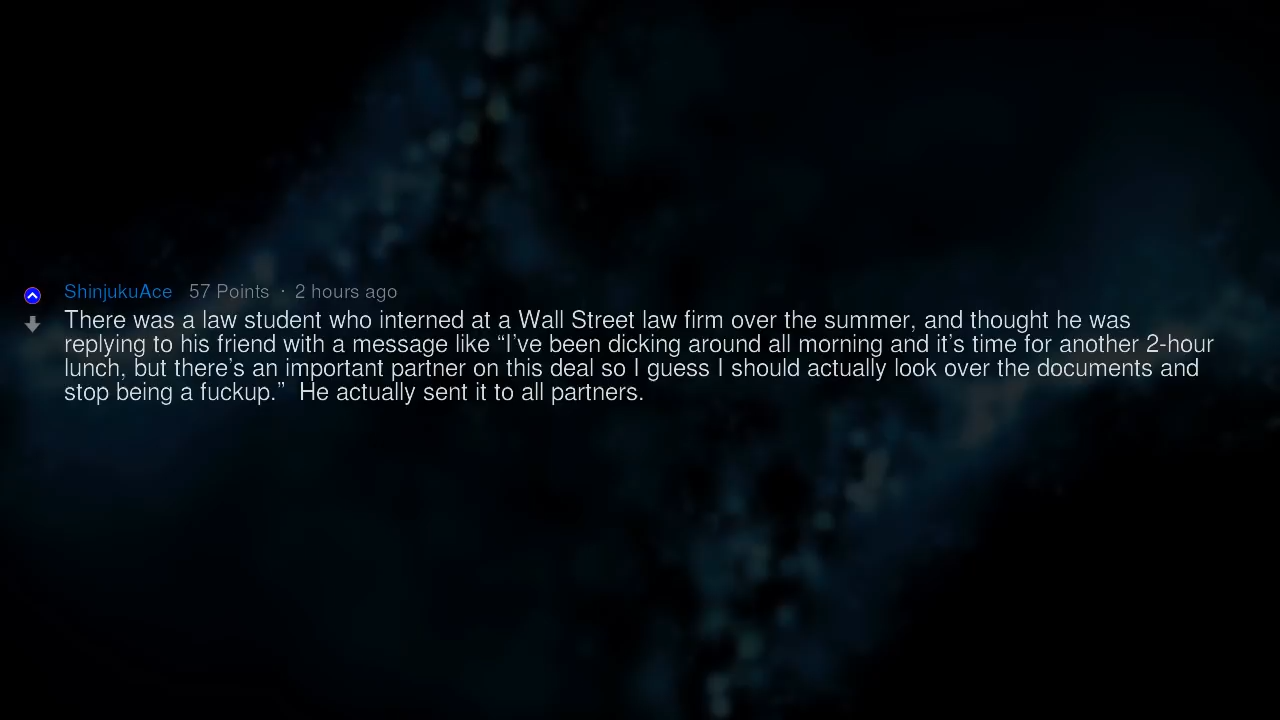 ShinjukuAce 57 Points · 2 hours ago
There was a law student who interned at a Wall Street law firm over the summer, and thought he was
replying to his friend with a message like “I’ve been dicking around all morning and it’s time for another 2-hour
lunch, but there’s an important partner on this deal so I guess I should actually look over the documents and
stop being a fuckup.”  He actually sent it to all partners.